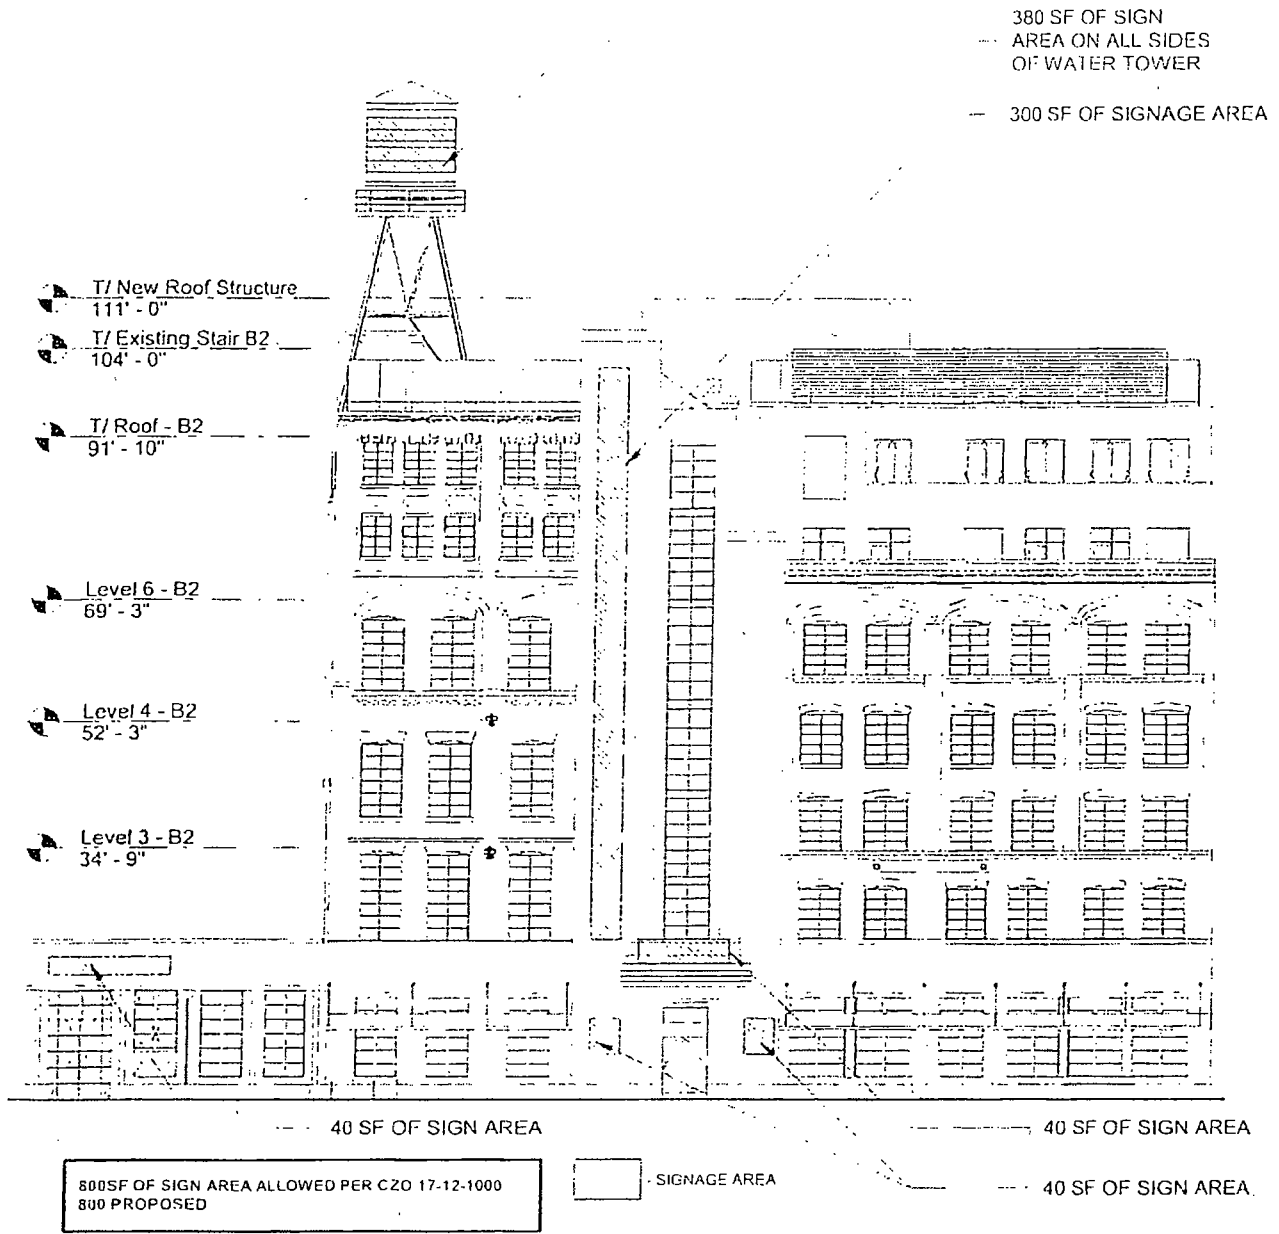 380 SF OF SIGN
AREA ON ALL SIDES
OF WATER TOWER
300 SF OF SIGNAGE AREA
T/ New Roof Structure
111' - 0"
T/ Existing Stair B2
104' - 0"
T/ Roof - B2
91' - 10"
Level 6 - B2
69' - 3"
Level 4 - B2
52' - 3"
Level 3 - B2
34' - 9"
40 SF OF SIGN AREA
40 SF OF SIGN AREA
800SF OF SIGN AREA ALLOWED PER CZO 17-12-1000
800 PROPOSED
SIGNAGE AREA
40 SF OF SIGN AREA